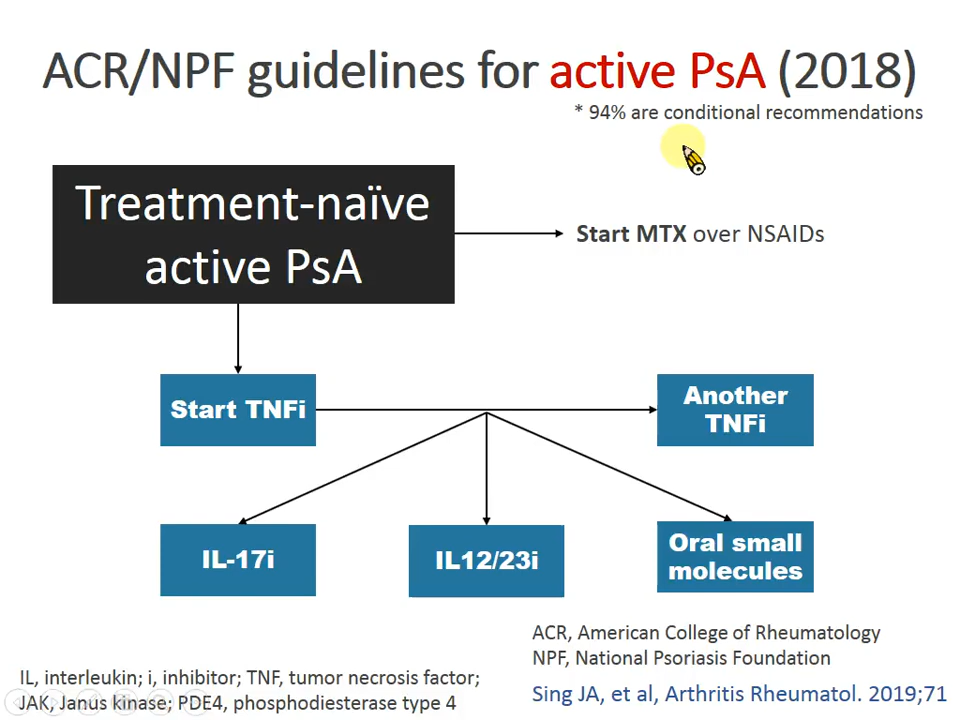 ACR/NPF guidelines for active PsA (2018)
* 94% are conditional recommendations
Treatment-naïve
active PsA
Start MTX over NSAIDs
Start TNFi
Another
TNFi
IL-17i
IL12/23i
Oral small
molecules
ACR, American College of Rheumatology
NPF, National Psoriasis Foundation
IL, interleukin; i, inhibitor; TNF, tumor necrosis factor;
JAK, Janus kinase; PDE4, phosphodiesterase type 4
Sing JA, et al, Arthritis Rheumatol. 2019;71